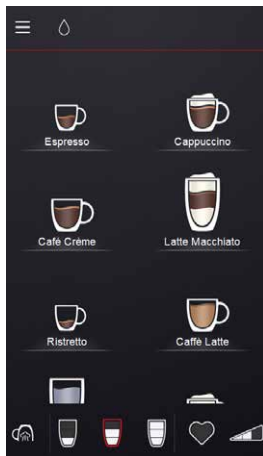 Espresso
Cappuccino
Café Crème
Latte Macchiato
Ristretto
Caffè Latte